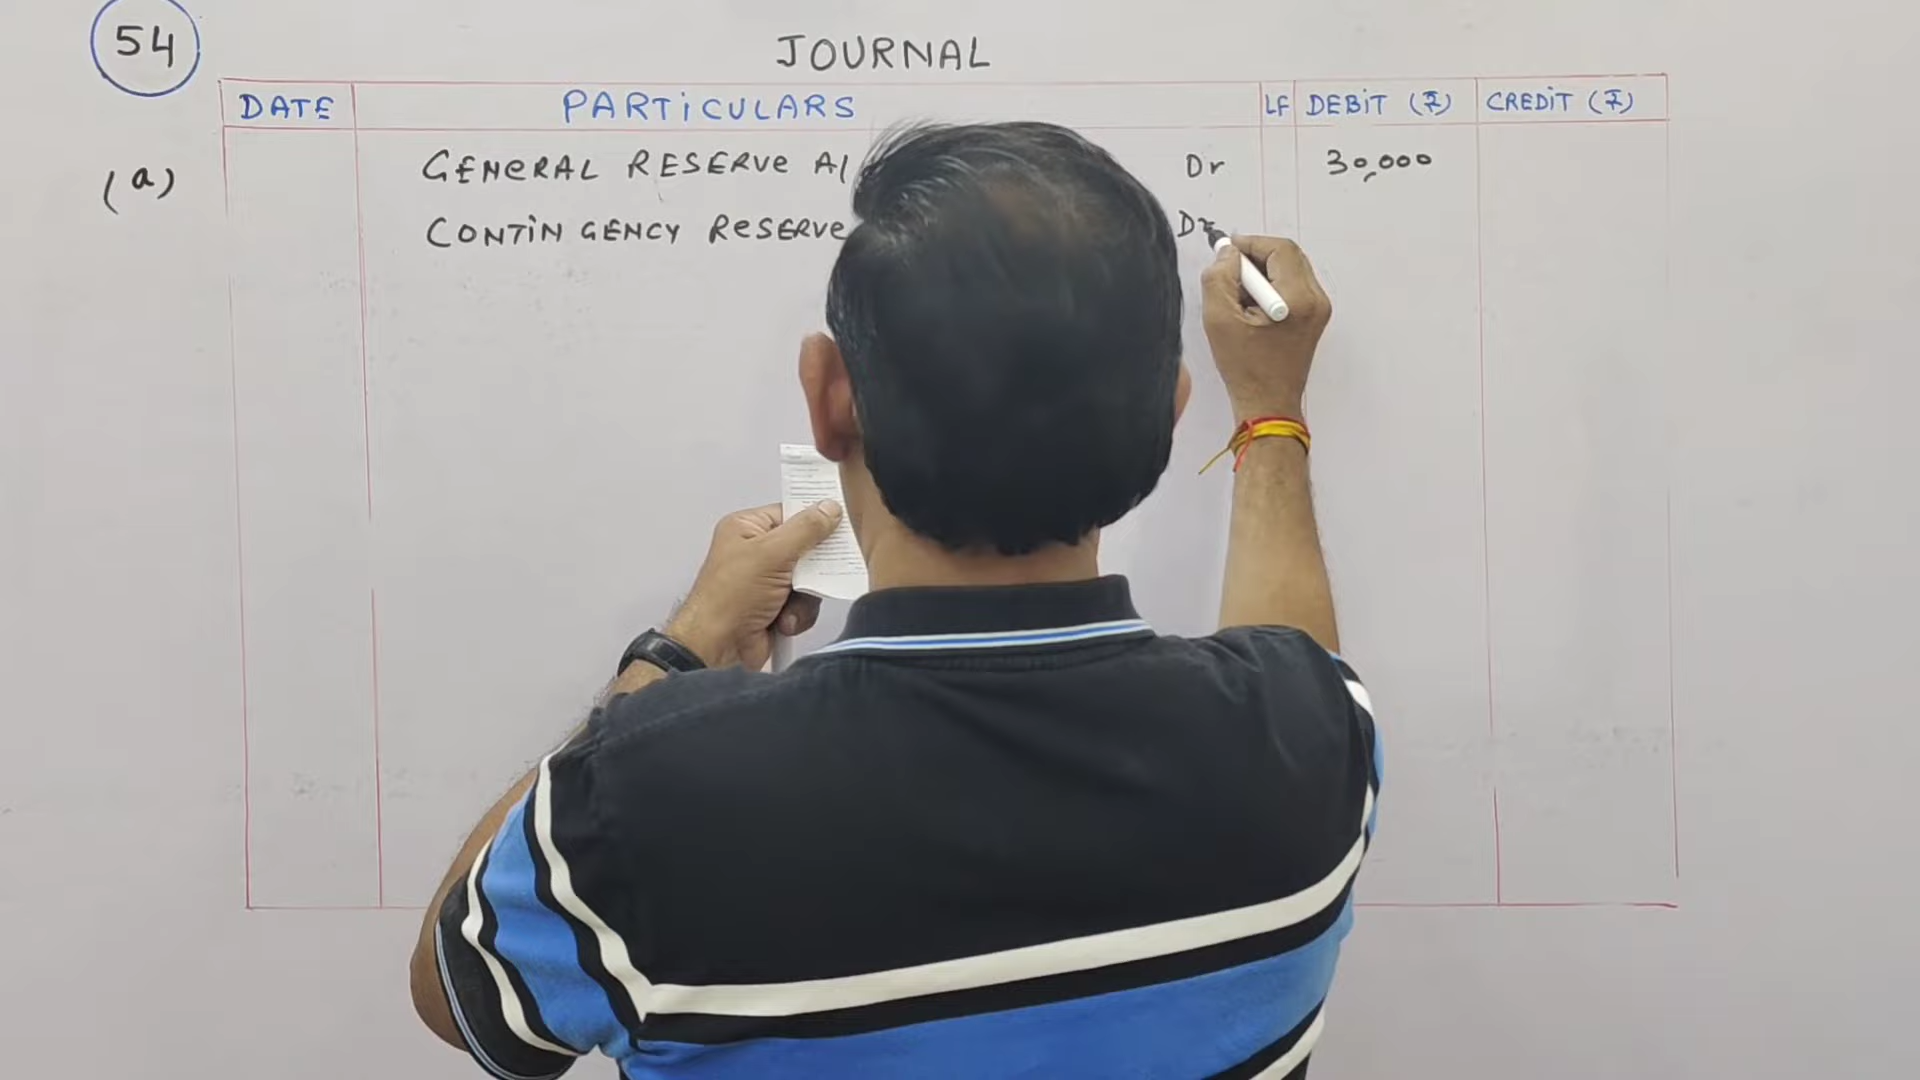 54
JOURNAL
DATE PARTiCULARS LF DEBiT (₹) CREDiT (₹)
(a) GENERAL RESERVE A/ Dr 30,000
CONTiNGENCY RESERVE Dr